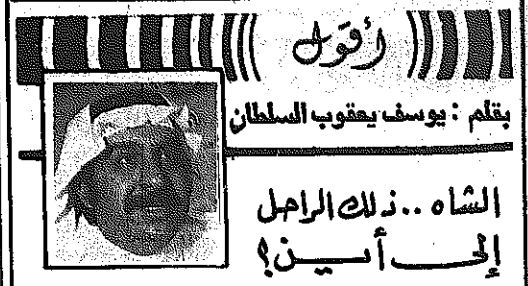 أقول
بقلم : يوسف يعقوب السلطان
الشاه .. ذلك الراحل
إلى أين ؟